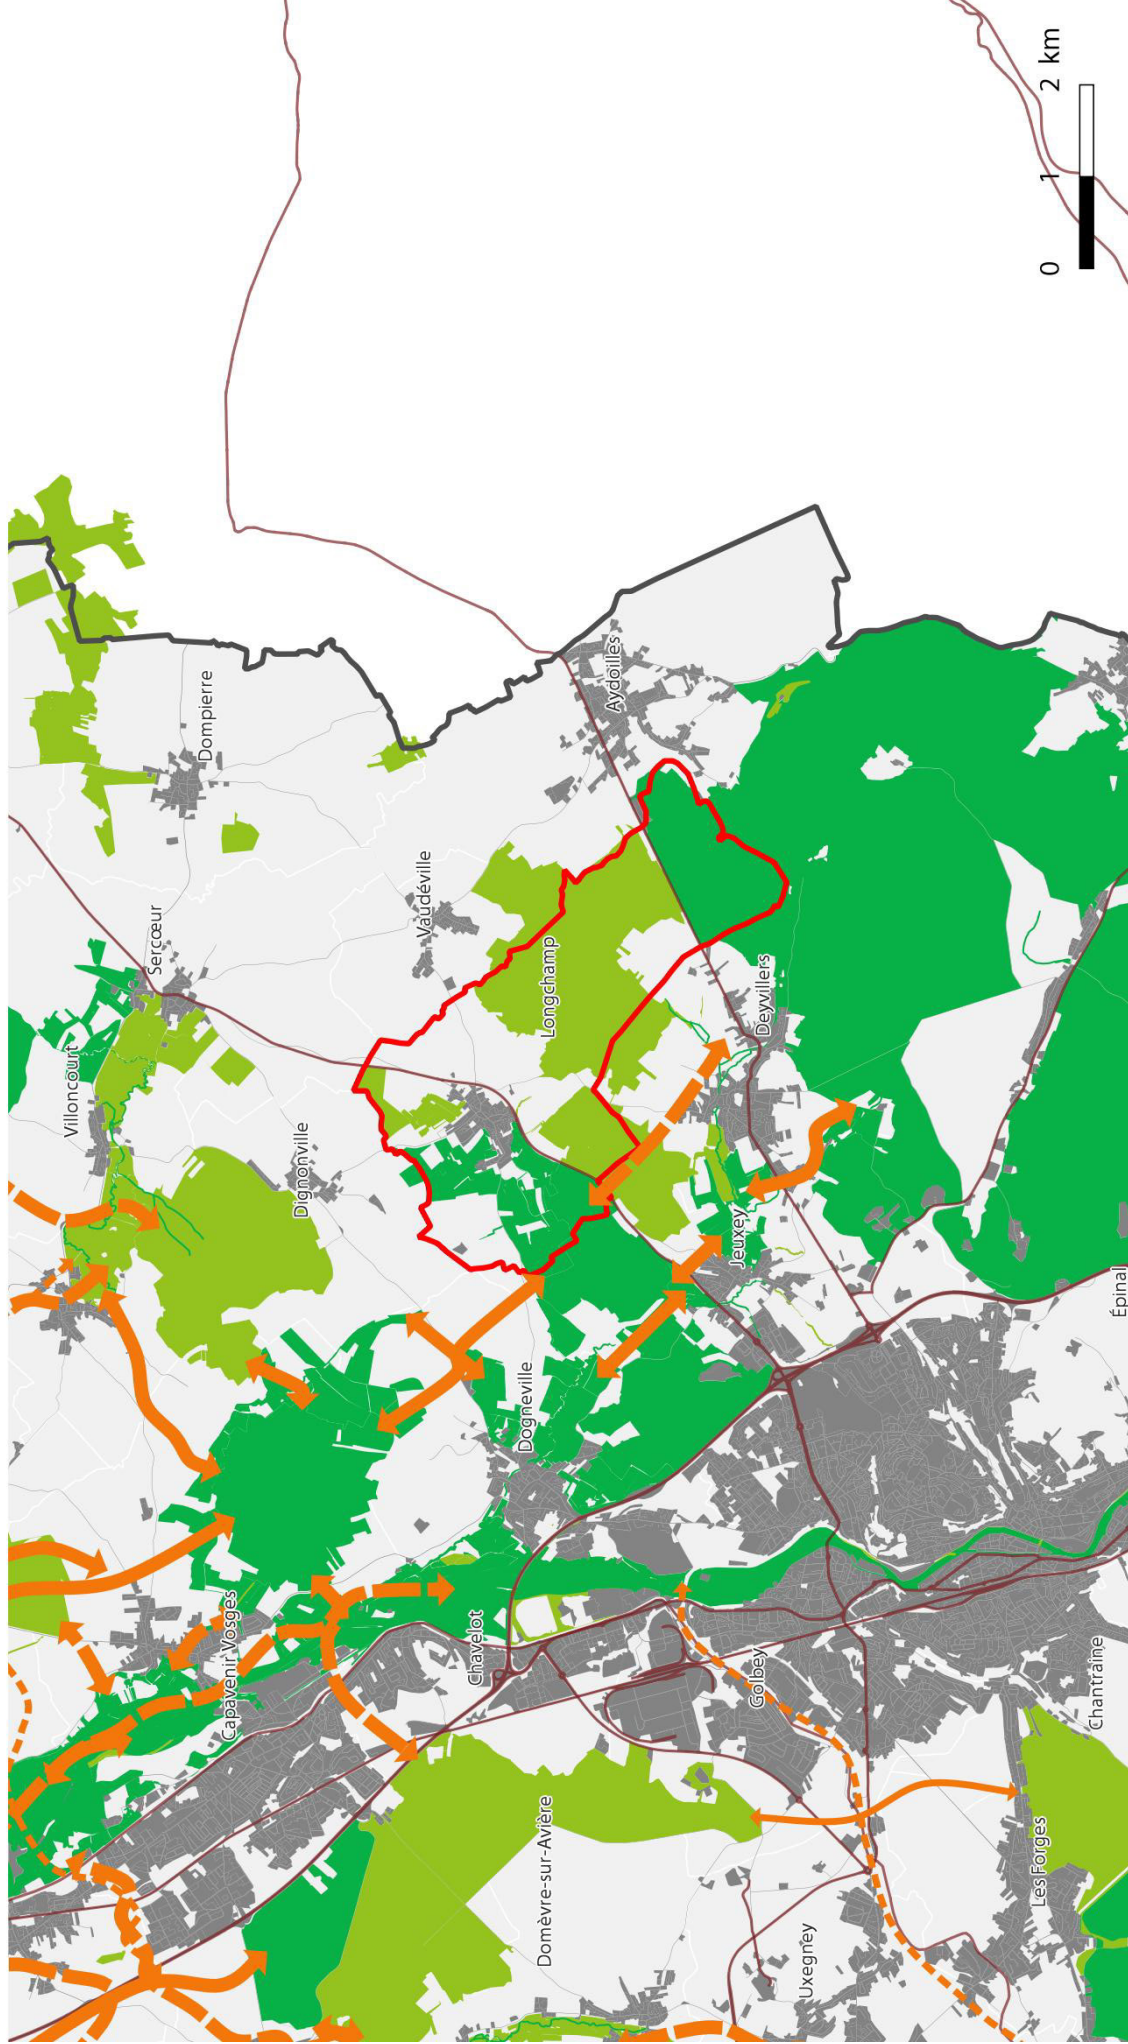 Villoncourt
Sercœur
Dompierre
Dignonville
Vaudéville
Capavenir Vosges
Dogneville
Longchamp
Aydoilles
Chavelot
Jeuxey
Deyvillers
Domèvre-sur-Avière
Golbey
Uxegney
Les Forges
Chantraine
Épinal
0 1 2 km